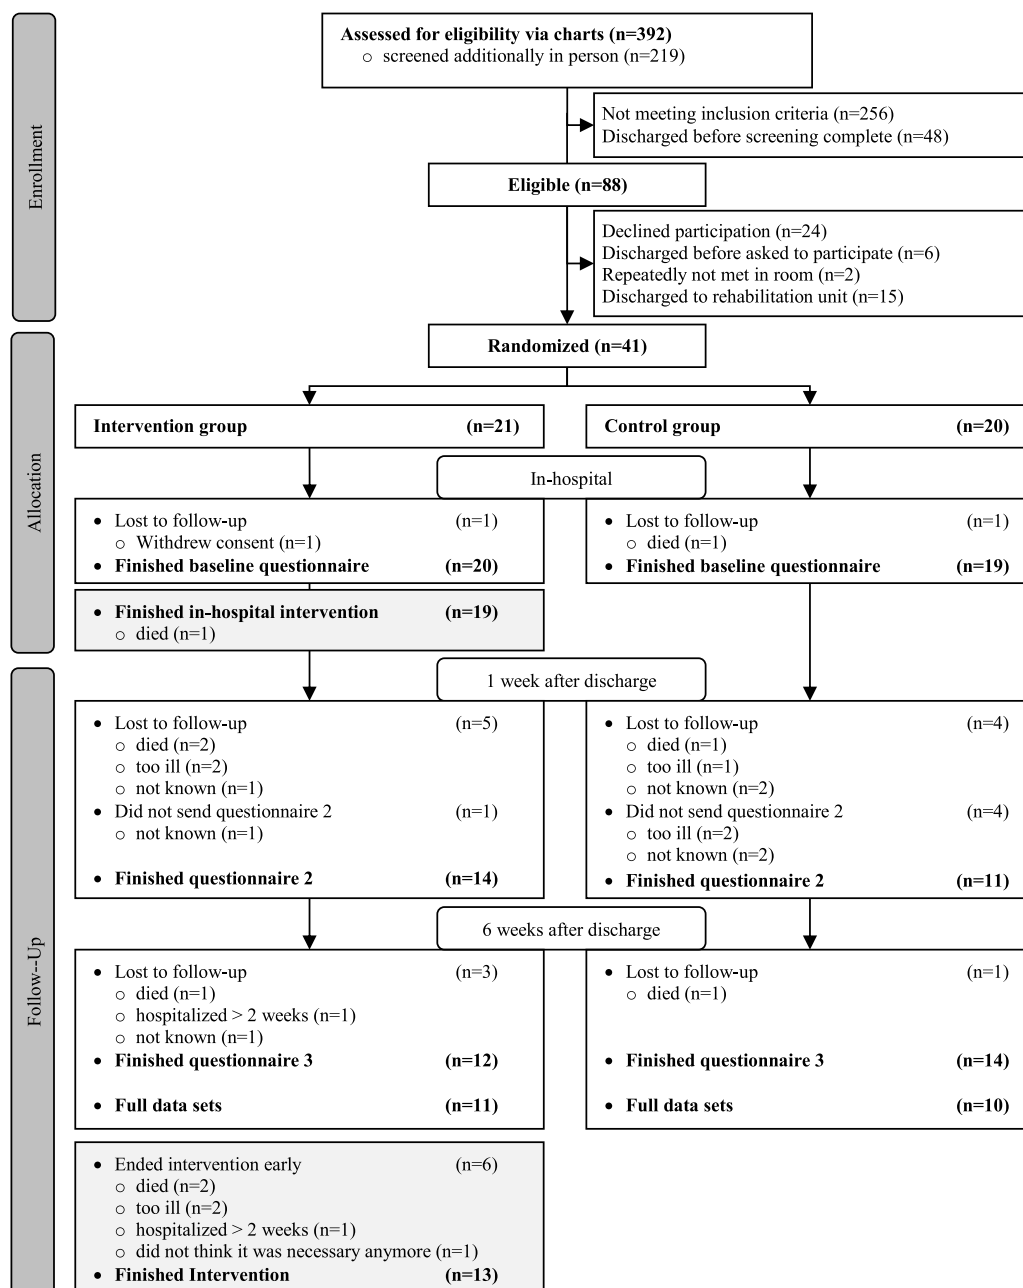 Enrollment
Assessed for eligibility via charts (n=392)
o screened additionally in person (n=219)
Not meeting inclusion criteria (n=256)
Discharged before screening complete (n=48)
Eligible (n=88)
Declined participation (n=24)
Discharged before asked to participate (n=6)
Repeatedly not met in room (n=2)
Discharged to rehabilitation unit (n=15)
Allocation
Randomized (n=41)
Intervention group (n=21)
Control group (n=20)
In-hospital
• Lost to follow-up (n=1)
o Withdrew consent (n=1)
• Finished baseline questionnaire (n=20)
• Lost to follow-up (n=1)
o died (n=1)
• Finished baseline questionnaire (n=19)
• Finished in-hospital intervention (n=19)
o died (n=1)
Follow--Up
1 week after discharge
• Lost to follow-up (n=5)
o died (n=2)
o too ill (n=2)
o not known (n=1)
• Did not send questionnaire 2 (n=1)
o not known (n=1)
• Finished questionnaire 2 (n=14)
• Lost to follow-up (n=4)
o died (n=1)
o too ill (n=1)
o not known (n=2)
• Did not send questionnaire 2 (n=4)
o too ill (n=2)
o not known (n=2)
• Finished questionnaire 2 (n=11)
6 weeks after discharge
• Lost to follow-up (n=3)
o died (n=1)
o hospitalized > 2 weeks (n=1)
o not known (n=1)
• Finished questionnaire 3 (n=12)
• Full data sets (n=11)
• Lost to follow-up (n=1)
o died (n=1)
• Finished questionnaire 3 (n=14)
• Full data sets (n=10)
• Ended intervention early (n=6)
o died (n=2)
o too ill (n=2)
o hospitalized > 2 weeks (n=1)
o did not think it was necessary anymore (n=1)
• Finished Intervention (n=13)